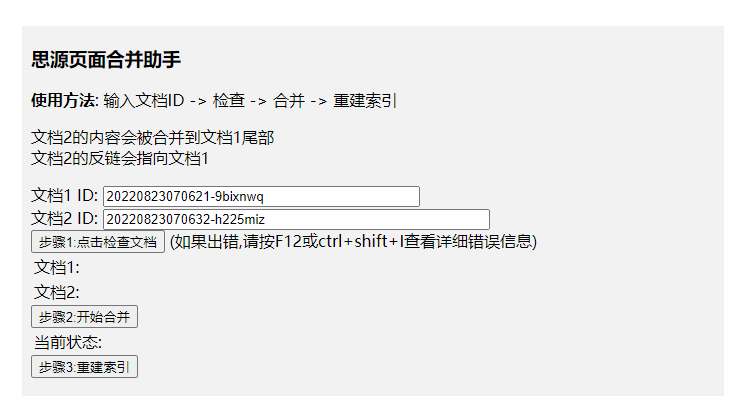 思源页面合并助手
使用方法: 输入文档ID -> 检查 -> 合并 -> 重建索引
文档2的内容会被合并到文档1尾部
文档2的反链会指向文档1
文档1 ID: 20220823070621-9bixnwq
文档2 ID: 20220823070632-h225miz
步骤1:点击检查文档 (如果出错,请按F12或ctrl+shift+I查看详细错误信息)
文档1:
文档2:
步骤2:开始合并
当前状态:
步骤3:重建索引